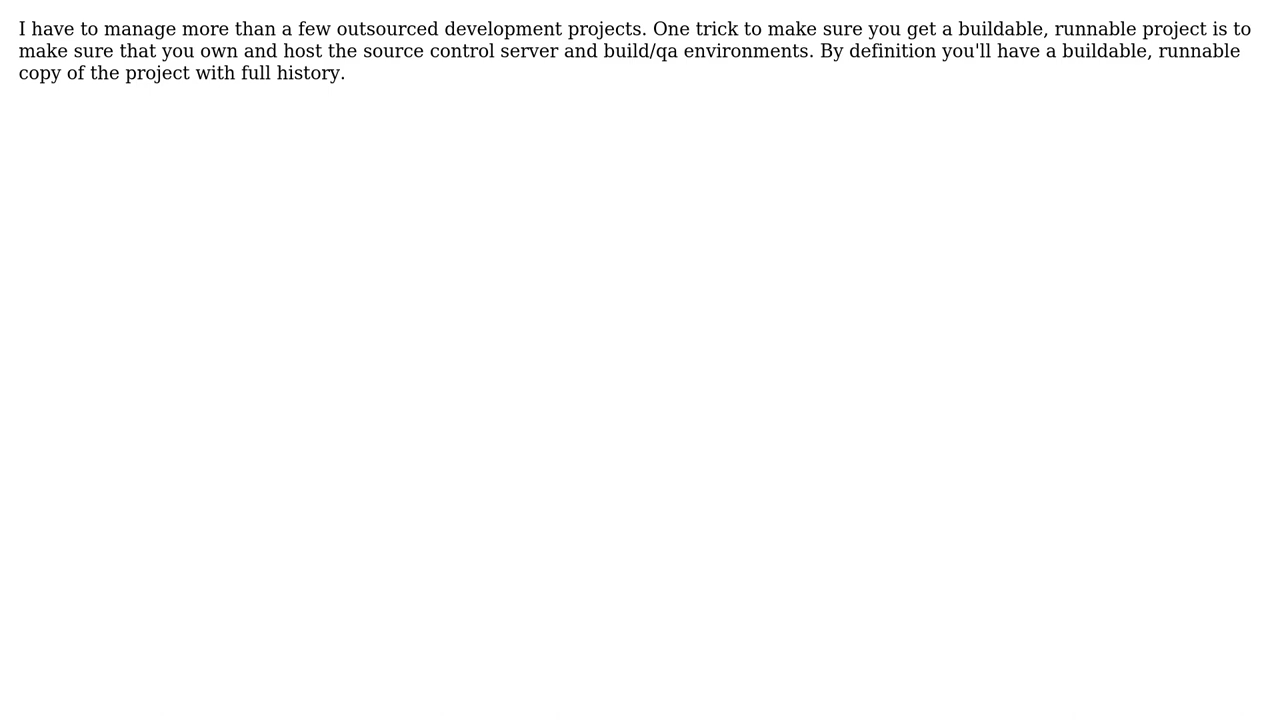 I have to manage more than a few outsourced development projects. One trick to make sure you get a buildable, runnable project is to
make sure that you own and host the source control server and build/qa environments. By definition you'll have a buildable, runnable
copy of the project with full history.